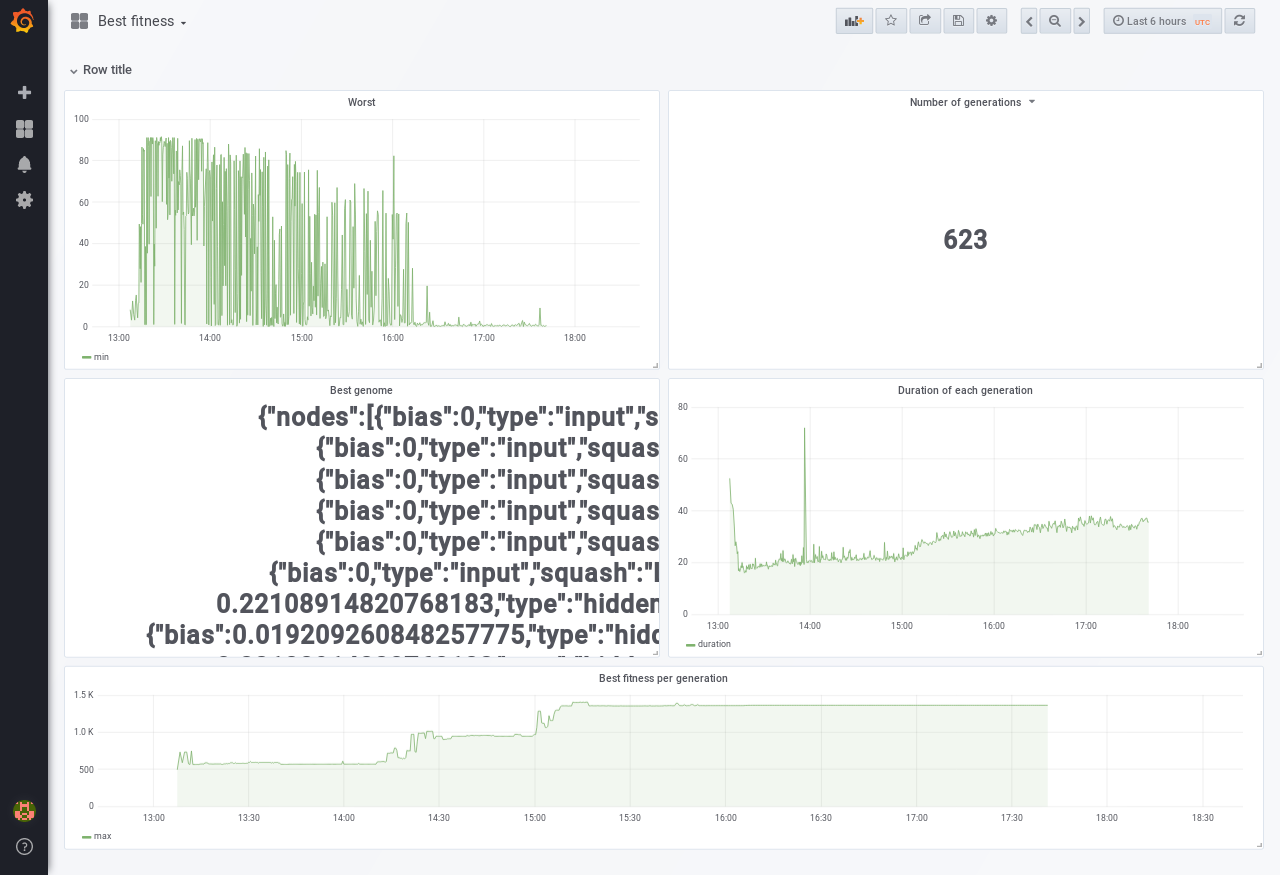 Best fitness
Last 6 hours UTC
Row title
Worst
100
80
60
40
20
0
13:00 14:00 15:00 16:00 17:00 18:00
min
Number of generations
623
Best genome
{"nodes":[{"bias":0,"type":"input","s
{"bias":0,"type":"input","squas
{"bias":0,"type":"input","squas
{"bias":0,"type":"input","squas
{"bias":0,"type":"input","squas
{"bias":0,"type":"input","squash":"
0.22108914820768183,"type":"hidden
{"bias":0.019209260848257775,"type":"hidd
Duration of each generation
80
60
40
20
0
13:00 14:00 15:00 16:00 17:00 18:00
duration
Best fitness per generation
1.5 K
1.0 K
500
0
13:00 13:30 14:00 14:30 15:00 15:30 16:00 16:30 17:00 17:30 18:00 18:30
max